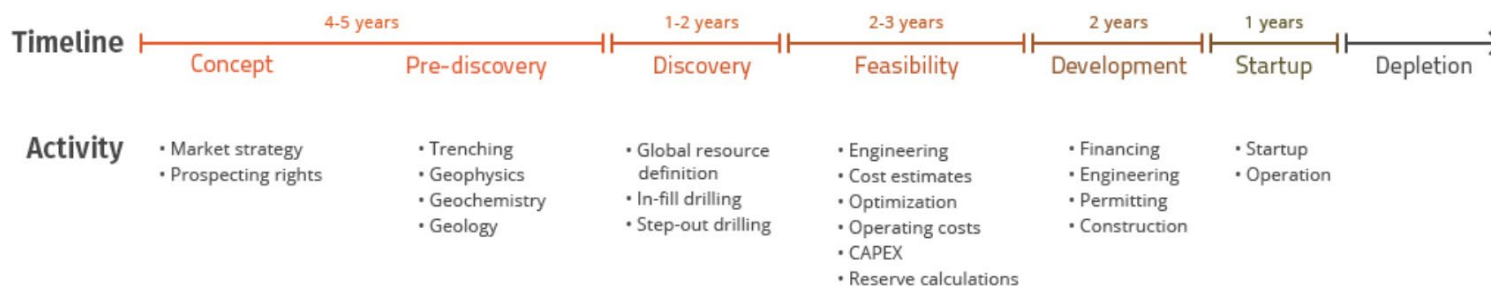 4-5 years
1-2 years
2-3 years
2 years
1 years
Timeline
Concept
Pre-discovery
Discovery
Feasibility
Development
Startup
Depletion
Activity
• Market strategy
• Prospecting rights
• Trenching
• Geophysics
• Geochemistry
• Geology
• Global resource
definition
• In-fill drilling
• Step-out drilling
• Engineering
• Cost estimates
• Optimization
• Operating costs
• CAPEX
• Reserve calculations
• Financing
• Engineering
• Permitting
• Construction
• Startup
• Operation